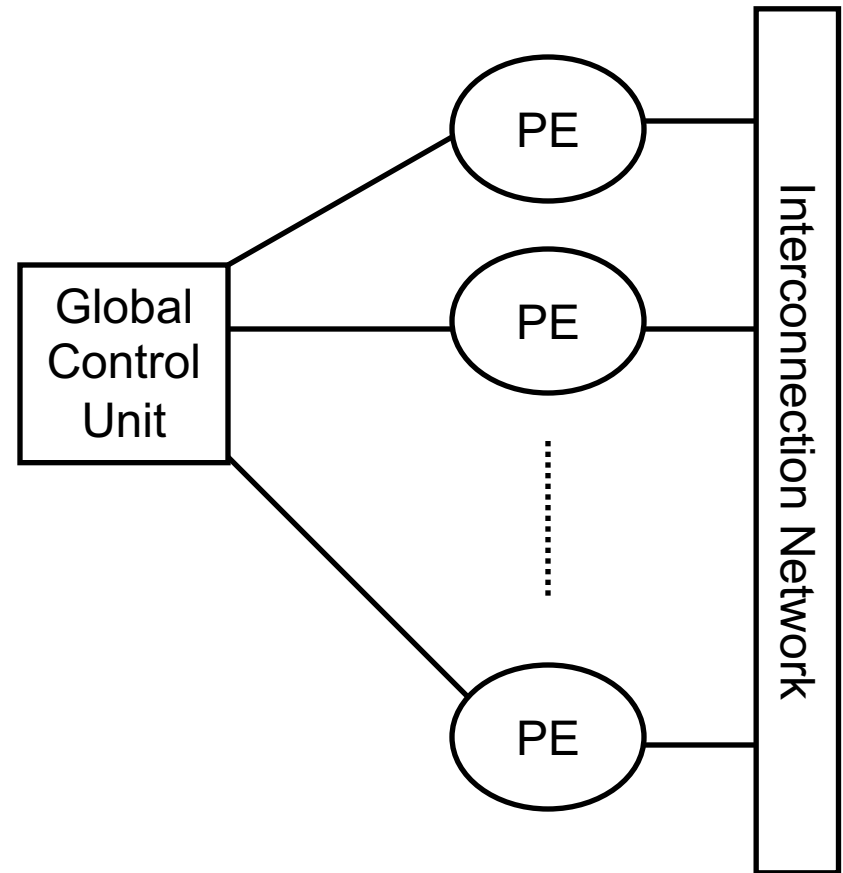 PE
PE
Global
Control
Unit
PE
Interconnection Network